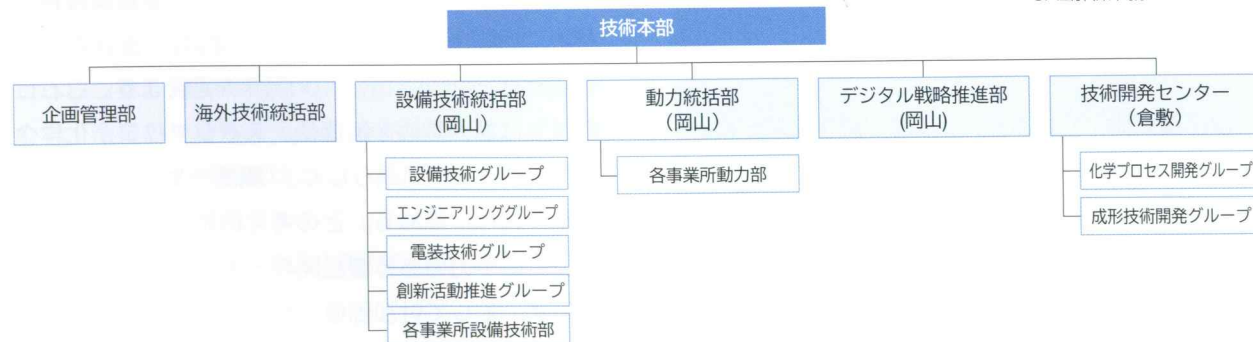 技術本部
企画管理部
海外技術統括部
設備技術統括部
（岡山）
動力統括部
（岡山）
デジタル戦略推進部
(岡山)
技術開発センター
（倉敷）
設備技術グループ
エンジニアリンググループ
電装技術グループ
創新活動推進グループ
各事業所設備技術部
各事業所動力部
化学プロセス開発グループ
成形技術開発グループ